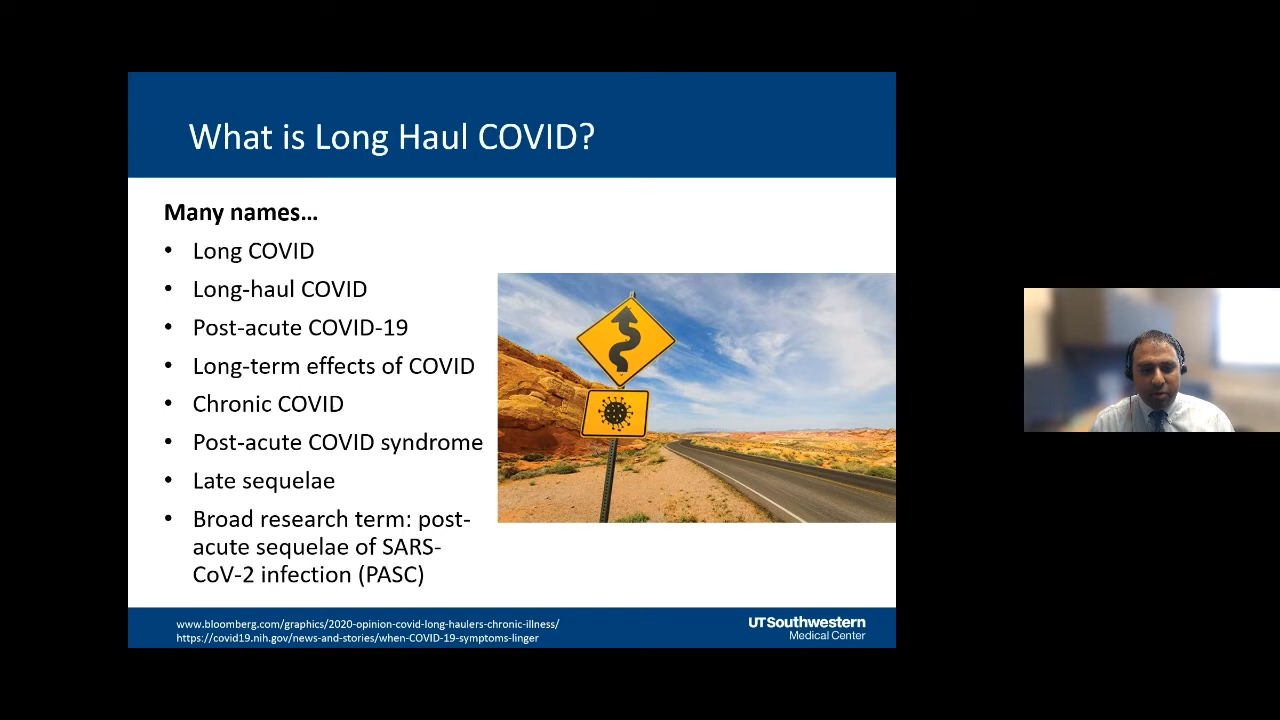 What is Long Haul COVID?
Many names…
• Long COVID
• Long-haul COVID
• Post-acute COVID-19
• Long-term effects of COVID
• Chronic COVID
• Post-acute COVID syndrome
• Late sequelae
• Broad research term: post-
acute sequelae of SARS-
CoV-2 infection (PASC)
www.bloomberg.com/graphics/2020-opinion-covid-long-haulers-chronic-illness/
https://covid19.nih.gov/news-and-stories/when-COVID-19-symptoms-linger
UTSouthwestern
Medical Center